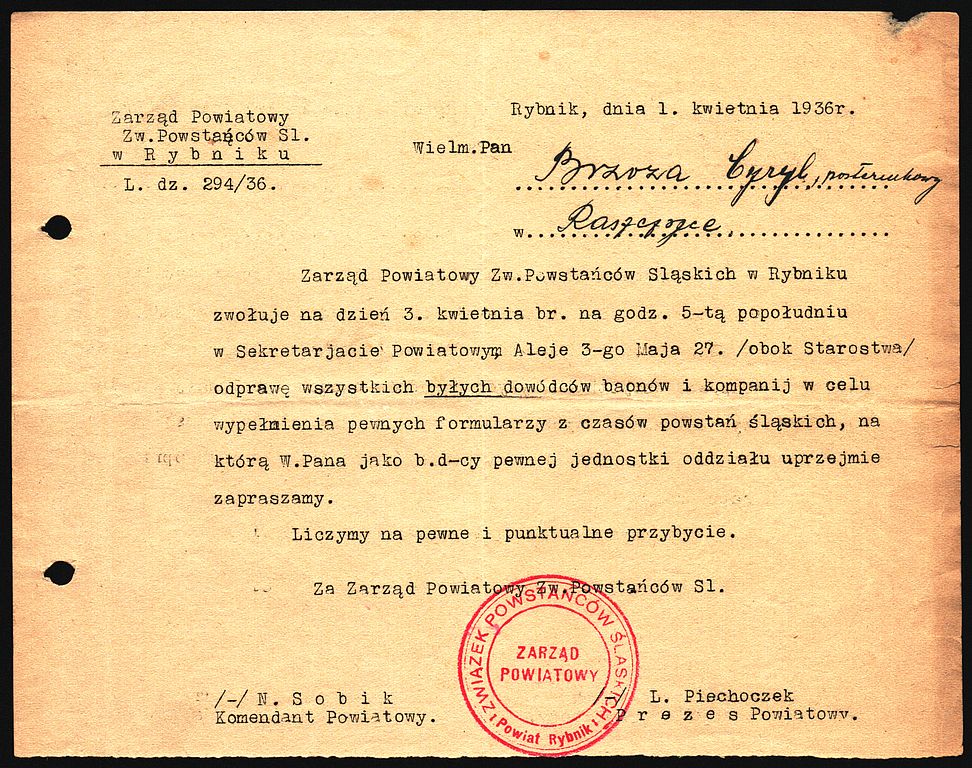 Zarząd Powiatowy
Zw.Powstańców Sl.
w Rybniku
L. dz. 294/36.
Rybnik, dnia 1. kwietnia 1936r.
Wielm.Pan
Brzoza Cyryl, posterunkowy
w Raszczyce
Zarząd Powiatowy Zw.Powstańców Sląskich w Rybniku
zwołuje na dzień 3. kwietnia br. na godz. 5-tą popołudniu
w Sekretarjacie Powiatowym Aleje 3-go Maja 27. /obok Starostwa/
odprawę wszystkich byłych dowódców baonów i kompanij w celu
wypełnienia pewnych formularzy z czasów powstań śląskich, na
którą W.Pana jako b.d-cy pewnej jednostki oddziału uprzejmie
zapraszamy.
Liczymy na pewne i punktualne przybycie.
Za Zarząd Powiatowy Zw.Powstańców Sl.
ZWIĄZEK POWSTAŃCÓW ŚLĄSKICH
ZARZĄD
POWIATOWY
Powiat Rybnik
/-/ N. Sobik
Komendant Powiatowy.
/-/ L. Piechoczek
Prezes Powiatowy.